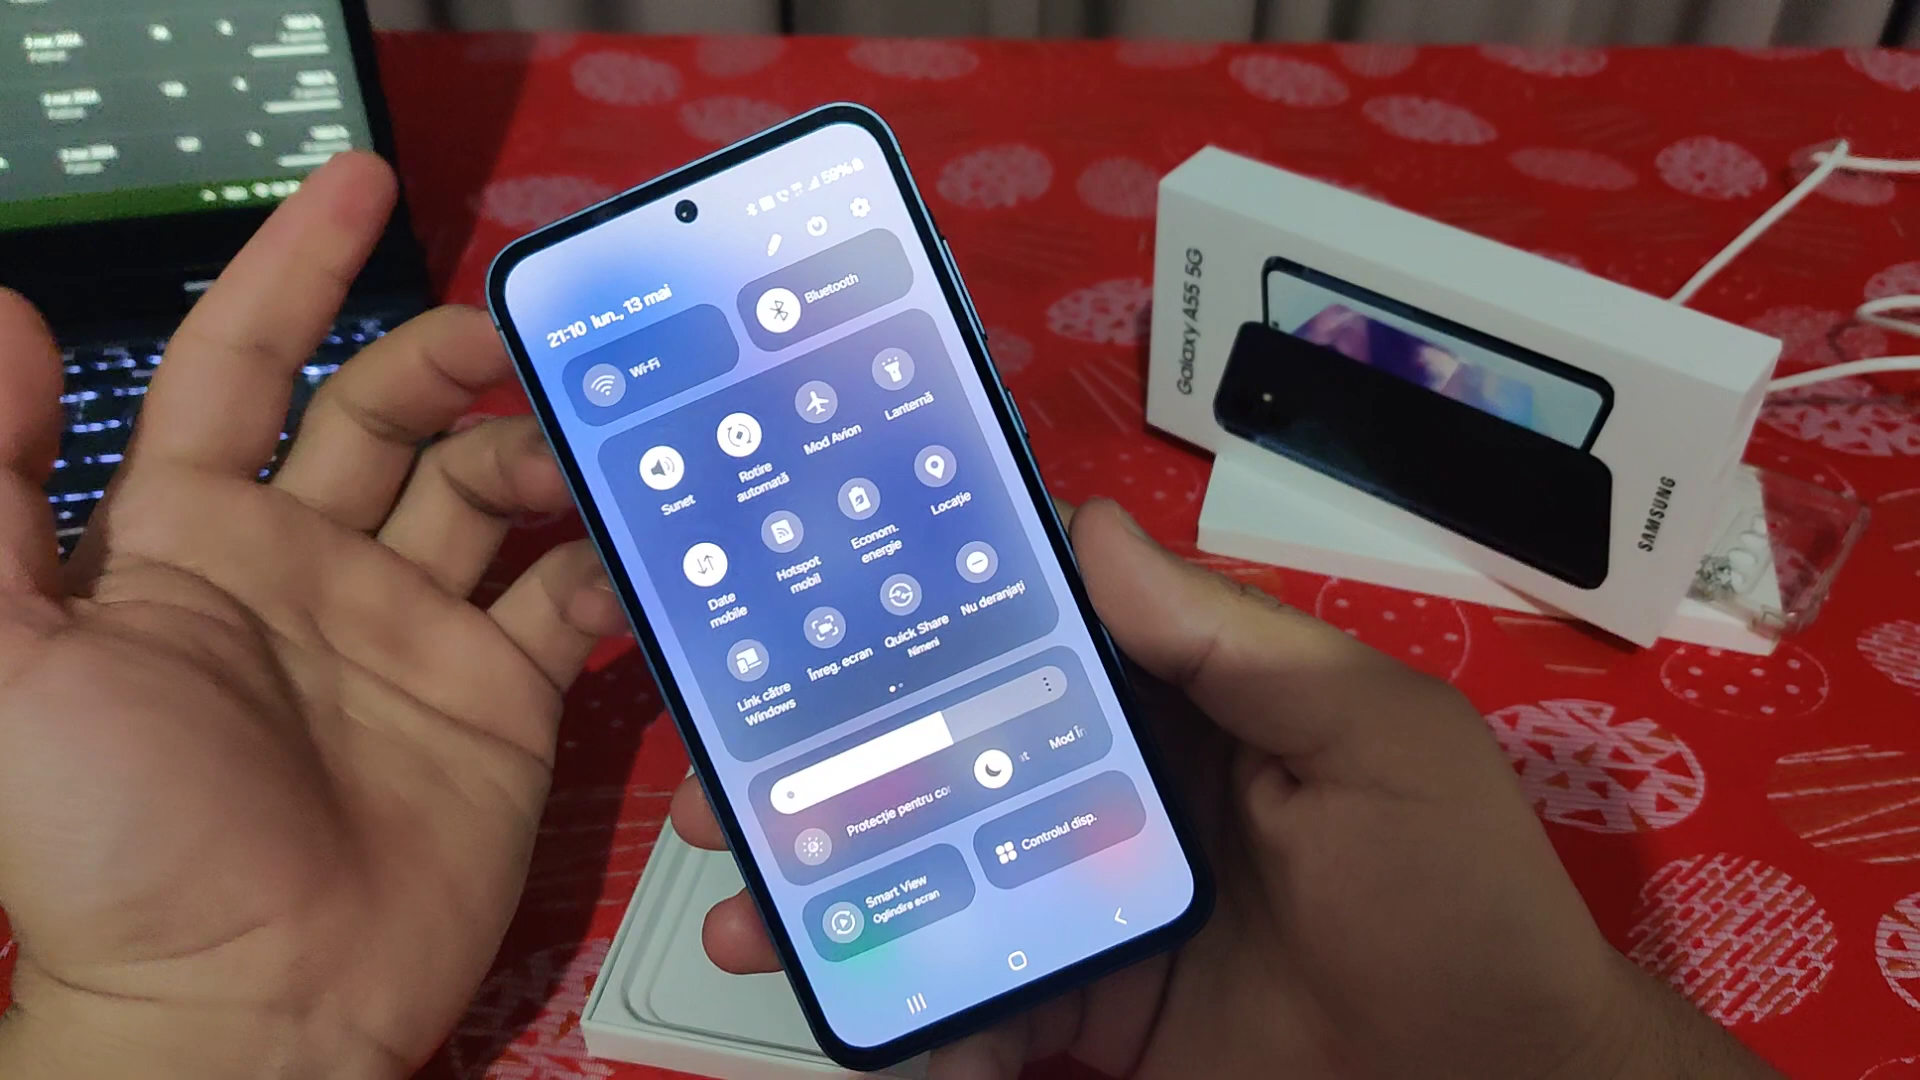 59%
21:10 lun., 13 mai
Wi-Fi
Bluetooth
Sunet
Rotire
automată
Mod Avion
Lanternă
Date
mobile
Hotspot
mobil
Econom.
energie
Locație
Link către
Windows
Înreg. ecran
Quick Share
Nimeni
Nu deranjați
Protecție pentru co
Mod În
Smart View
Oglindire ecran
Controlul disp.
Galaxy A55 5G
SAMSUNG